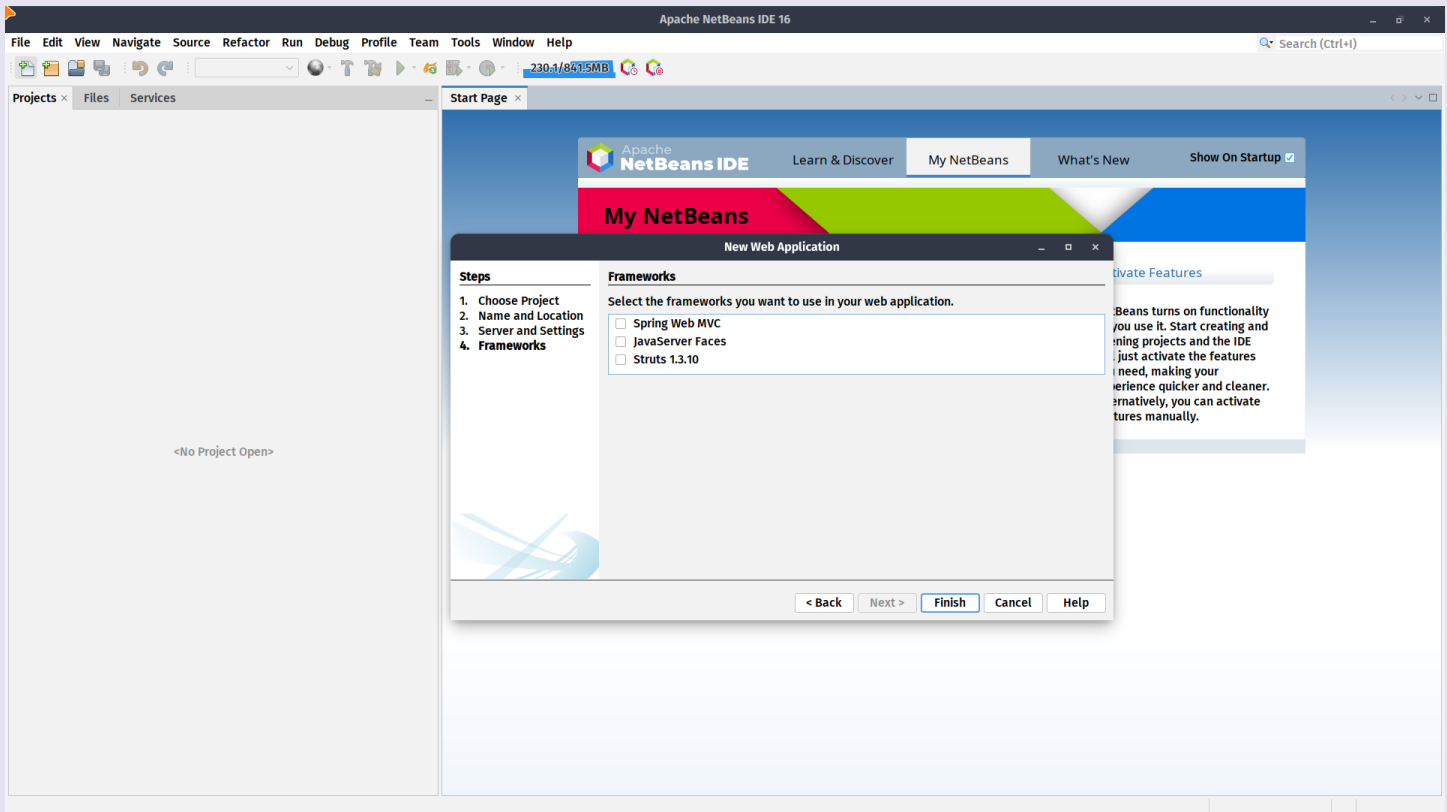 Apache NetBeans IDE 16
File Edit View Navigate Source Refactor Run Debug Profile Team Tools Window Help
Search (Ctrl+I)
230.1/841.5MB
Projects Files Services
Start Page
Apache
NetBeans IDE
Learn & Discover My NetBeans What's New Show On Startup
My NetBeans
New Web Application
Steps
1. Choose Project
2. Name and Location
3. Server and Settings
4. Frameworks
Frameworks
Select the frameworks you want to use in your web application.
Spring Web MVC
JavaServer Faces
Struts 1.3.10
< Back Next > Finish Cancel Help
tivate Features
Beans turns on functionality
you use it. Start creating and
ening projects and the IDE
just activate the features
need, making your
perience quicker and cleaner.
ernatively, you can activate
tures manually.
<No Project Open>